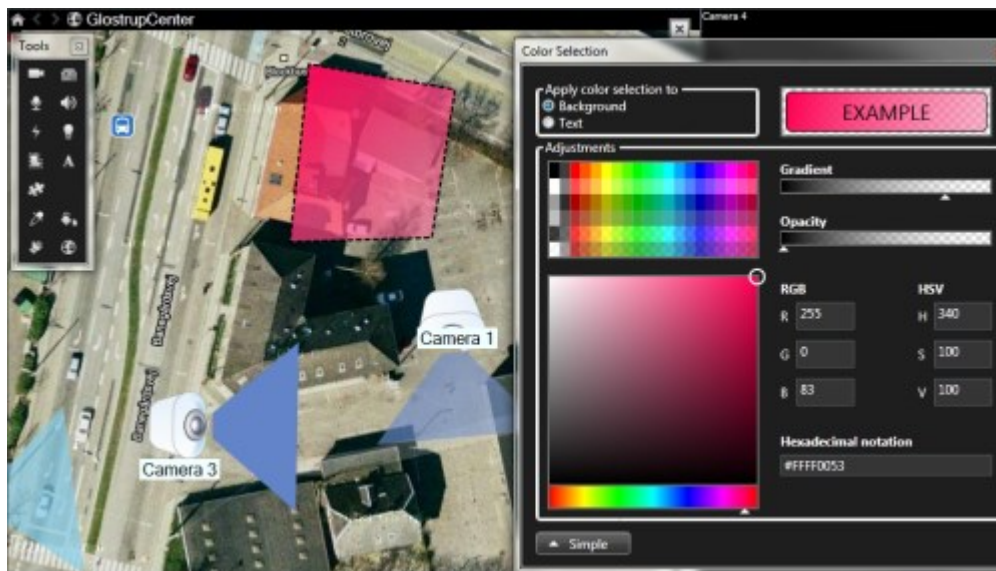 GlostrupCenter
Camera 4
Tools
Color Selection
Apply color selection to
Background
Text
EXAMPLE
Adjustments
Gradient
Opacity
A
Camera 1
Camera 3
RGB
HSV
R 255
H 340
G 0
S 100
B 83
V 100
Hexadecimal notation
#FFFF0053
Simple